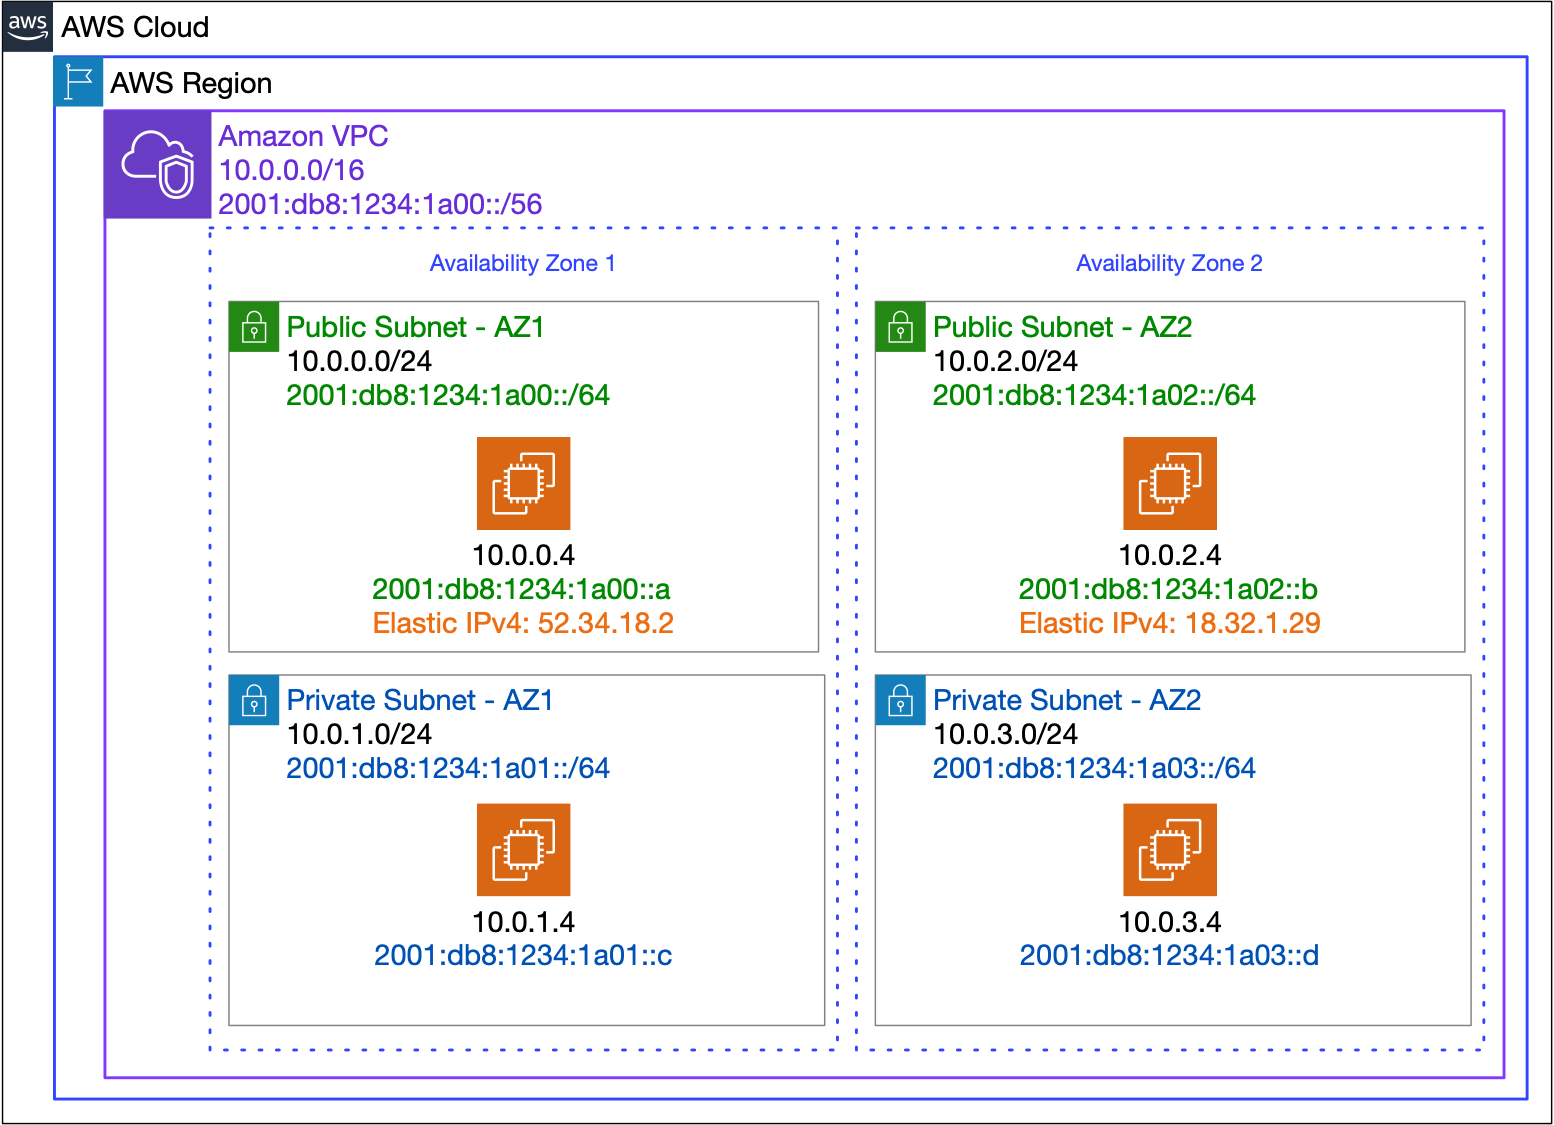 aws
AWS Cloud
AWS Region
Amazon VPC
10.0.0.0/16
2001:db8:1234:1a00::/56
Availability Zone 1
Public Subnet - AZ1
10.0.0.0/24
2001:db8:1234:1a00::/64
10.0.0.4
2001:db8:1234:1a00::a
Elastic IPv4: 52.34.18.2
Private Subnet - AZ1
10.0.1.0/24
2001:db8:1234:1a01::/64
10.0.1.4
2001:db8:1234:1a01::c
Availability Zone 2
Public Subnet - AZ2
10.0.2.0/24
2001:db8:1234:1a02::/64
10.0.2.4
2001:db8:1234:1a02::b
Elastic IPv4: 18.32.1.29
Private Subnet - AZ2
10.0.3.0/24
2001:db8:1234:1a03::/64
10.0.3.4
2001:db8:1234:1a03::d